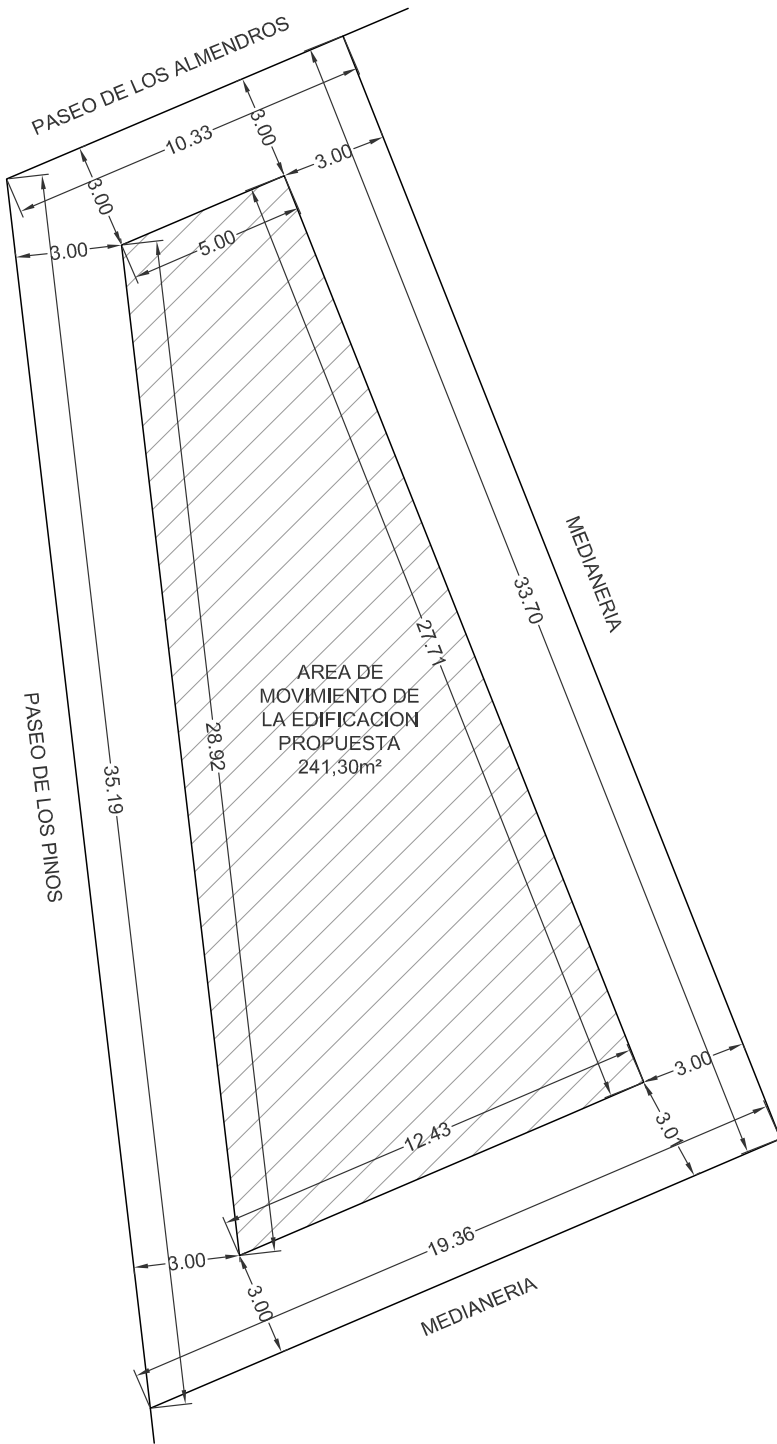 PASEO DE LOS ALMENDROS
10.33
3.00
3.00
3.00
3.00
5.00
MEDIANERIA
33.70
27.71
AREA DE
MOVIMIENTO DE
LA EDIFICACION
PROPUESTA
241,30m²
28.92
35.19
PASEO DE LOS PINOS
3.00
3.01
12.43
19.36
3.00
3.00
MEDIANERIA